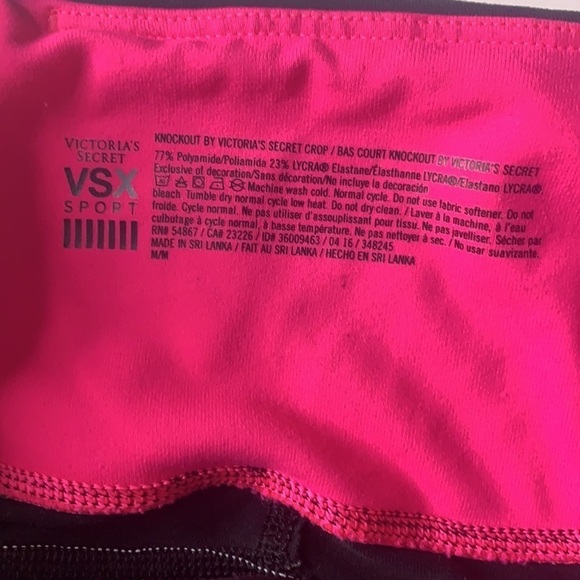 VICTORIA'S
SECRET
VSX
SPORT
KNOCKOUT BY VICTORIA'S SECRET CROP / BAS COURT KNOCKOUT BY VICTORIA'S SECRET
77% Polyamide/Poliamida 23% LYCRA® Elastane/Élasthanne LYCRA®/Elastano LYCRA®
Exclusive of decoration/Sans décoration/No incluye la decoración
Machine wash cold. Normal cycle. Do not use fabric softener. Do not
bleach Tumble dry normal cycle low heat. Do not dry clean. / Laver à la machine, à l'eau
froide. Cycle normal. Ne pas utiliser d'assouplissant pour tissu. Ne pas javelliser. Sécher par
culbutage à cycle normal, à basse température. Ne pas nettoyer à sec. / No usar suavizante.
RN# 54867 / CA# 23226 / ID# 36009463 / 04 16 / 348245
MADE IN SRI LANKA / FAIT AU SRI LANKA / HECHO EN SRI LANKA
M/M